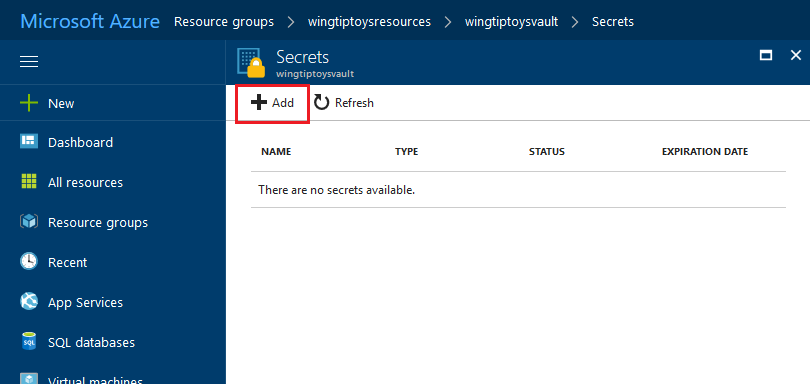 Microsoft Azure Resource groups > wingtiptoysresources > wingtiptoysvault > Secrets
Secrets
wingtiptoysvault
New
Dashboard
All resources
Resource groups
Recent
App Services
SQL databases
Virtual machines
Add Refresh
NAME TYPE STATUS EXPIRATION DATE
There are no secrets available.